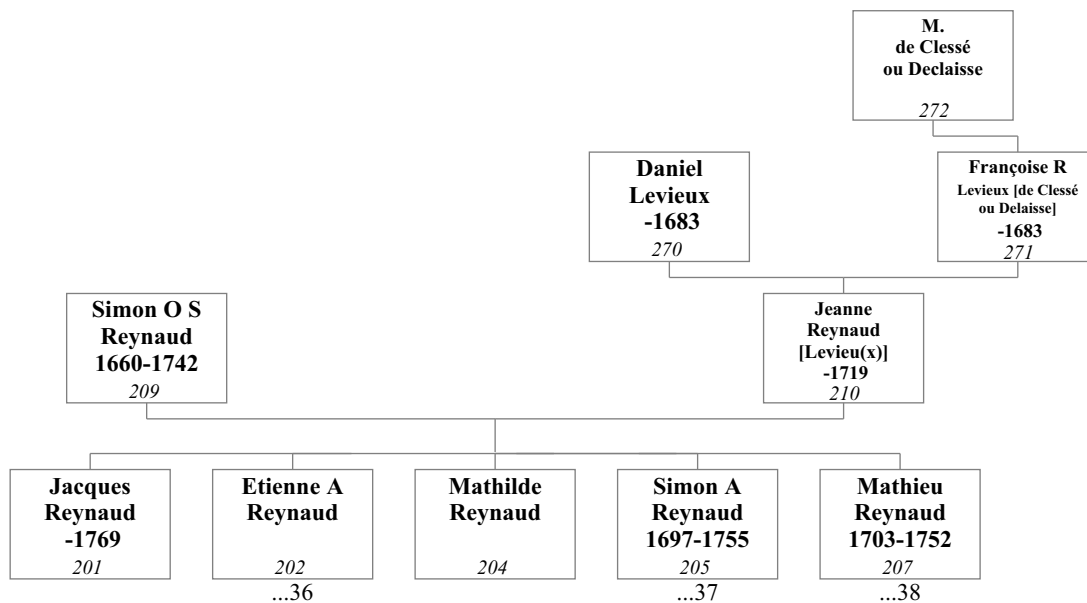 M.
de Clessé
ou Declaisse
272
Daniel
Levieux
-1683
270
Françoise R
Levieux [de Clessé
ou Delaisse]
-1683
271
Simon O S
Reynaud
1660-1742
209
Jeanne
Reynaud
[Levieu(x)]
-1719
210
Jacques
Reynaud
-1769
201
Etienne A
Reynaud
202
...36
Mathilde
Reynaud
204
Simon A
Reynaud
1697-1755
205
...37
Mathieu
Reynaud
1703-1752
207
...38